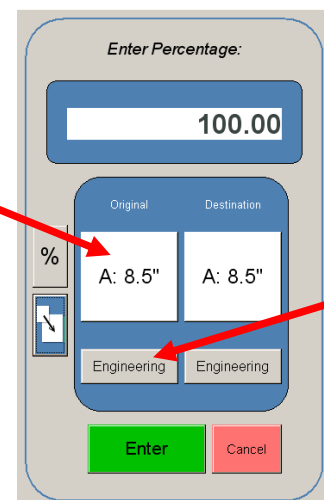 Enter Percentage:
100.00
Original Destination
%
A: 8.5" A: 8.5"
Engineering Engineering
Enter Cancel